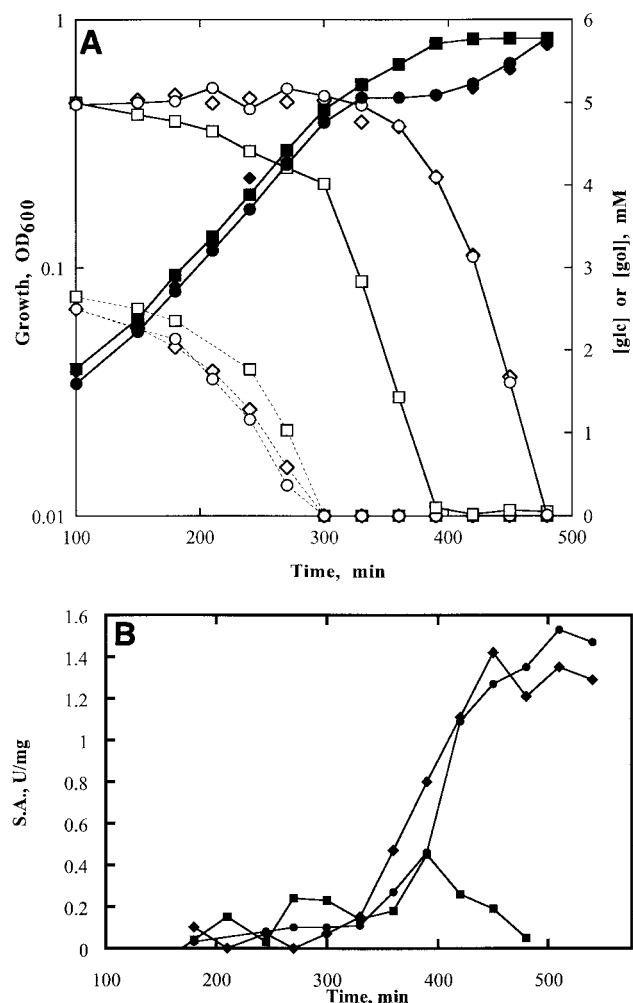 A
1
0.1
0.01
Growth, OD600
6
5
4
3
2
1
0
[glc] or [gol], mM
100 200 300 400 500
Time, min
B
1.6
1.4
1.2
1
0.8
0.6
0.4
0.2
0
S.A., U/mg
100 200 300 400 500
Time, min